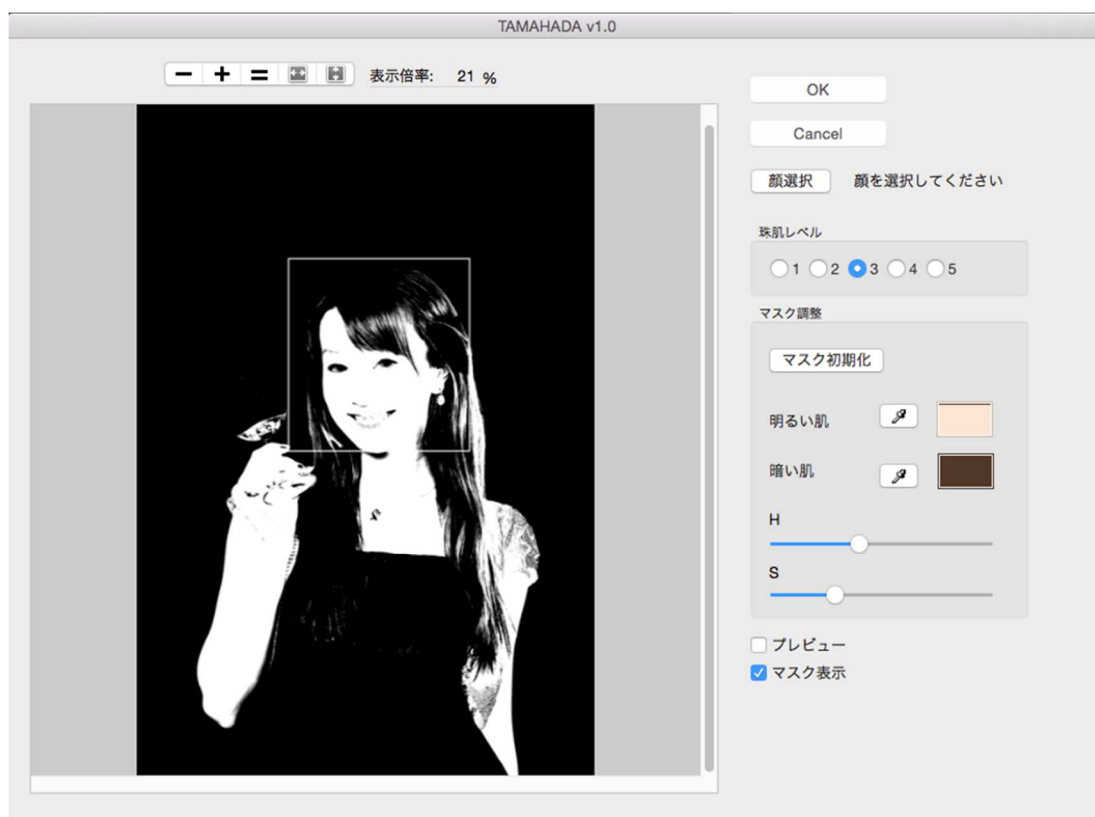 TAMAHADA v1.0
表示倍率: 21 %
OK
Cancel
顔選択 顔を選択してください
珠肌レベル
1 2 3 4 5
マスク調整
マスク初期化
明るい肌
暗い肌
H
S
プレビュー
マスク表示